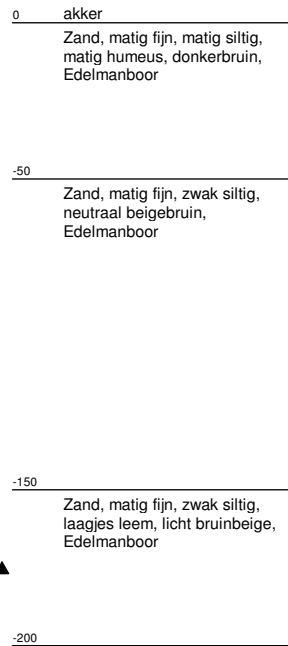 0 akker
Zand, matig fijn, matig siltig,
matig humeus, donkerbruin,
Edelmanboor
-50
Zand, matig fijn, zwak siltig,
neutraal beigebruin,
Edelmanboor
-150
Zand, matig fijn, zwak siltig,
laagjes leem, licht bruinbeige,
Edelmanboor
-200